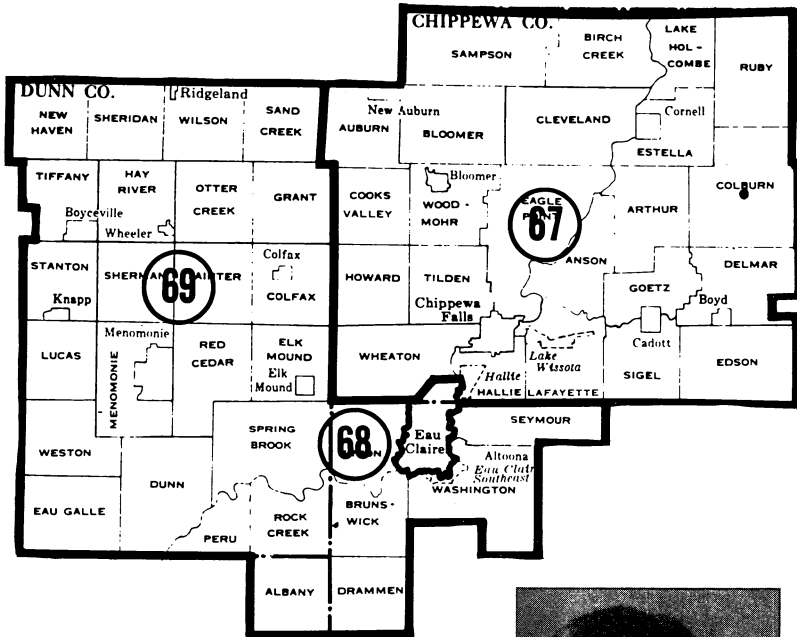 CHIPPEWA CO.
SAMPSON
BIRCH
CREEK
LAKE
HOL-
COMBE
RUBY
DUNN CO.
Ridgeland
NEW
HAVEN
SHERIDAN
WILSON
SAND
CREEK
New Auburn
AUBURN
BLOOMER
CLEVELAND
Cornell
ESTELLA
TIFFANY
HAY
RIVER
OTTER
CREEK
GRANT
COOKS
VALLEY
Bloomer
WOOD-
MOHR
EAGLE
67
ARTHUR
COLBURN
Boyceville
Wheeler
STANTON
SHERMAN
69
Colfax
COLFAX
HOWARD
TILDEN
ANSON
GOETZ
DELMAR
Knapp
Chippewa
Falls
Boyd
Menomonie
LUCAS
MENOMONIE
RED
CEDAR
ELK
MOUND
Elk
Mound
WHEATON
Lake
Wissota
Cadott
Hallie
HALLIE
LAFAYETTE
SIGEL
EDSON
SPRING
BROOK
68
Eau
Claire
SEYMOUR
WESTON
DUNN
Altoona
Eau Clair
Southeast
WASHINGTON
EAU GALLE
PERU
ROCK
CREEK
BRUNS-
WICK
ALBANY
DRAMMEN